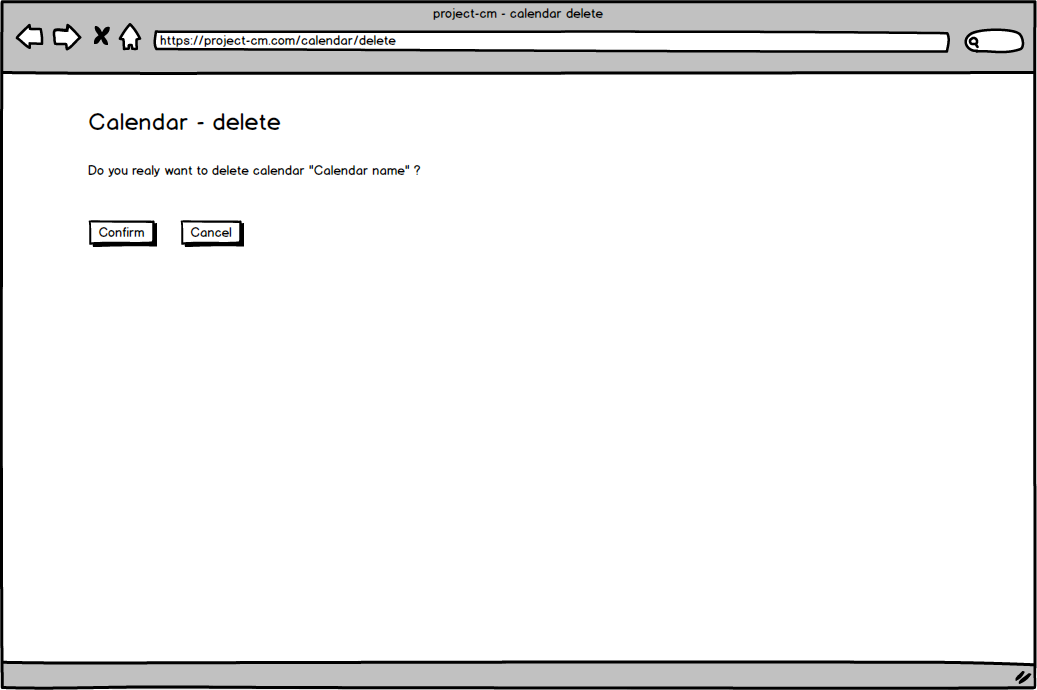 project-cm - calendar delete
https://project-cm.com/calendar/delete
Calendar - delete
Do you realy want to delete calendar "Calendar name" ?
Confirm
Cancel